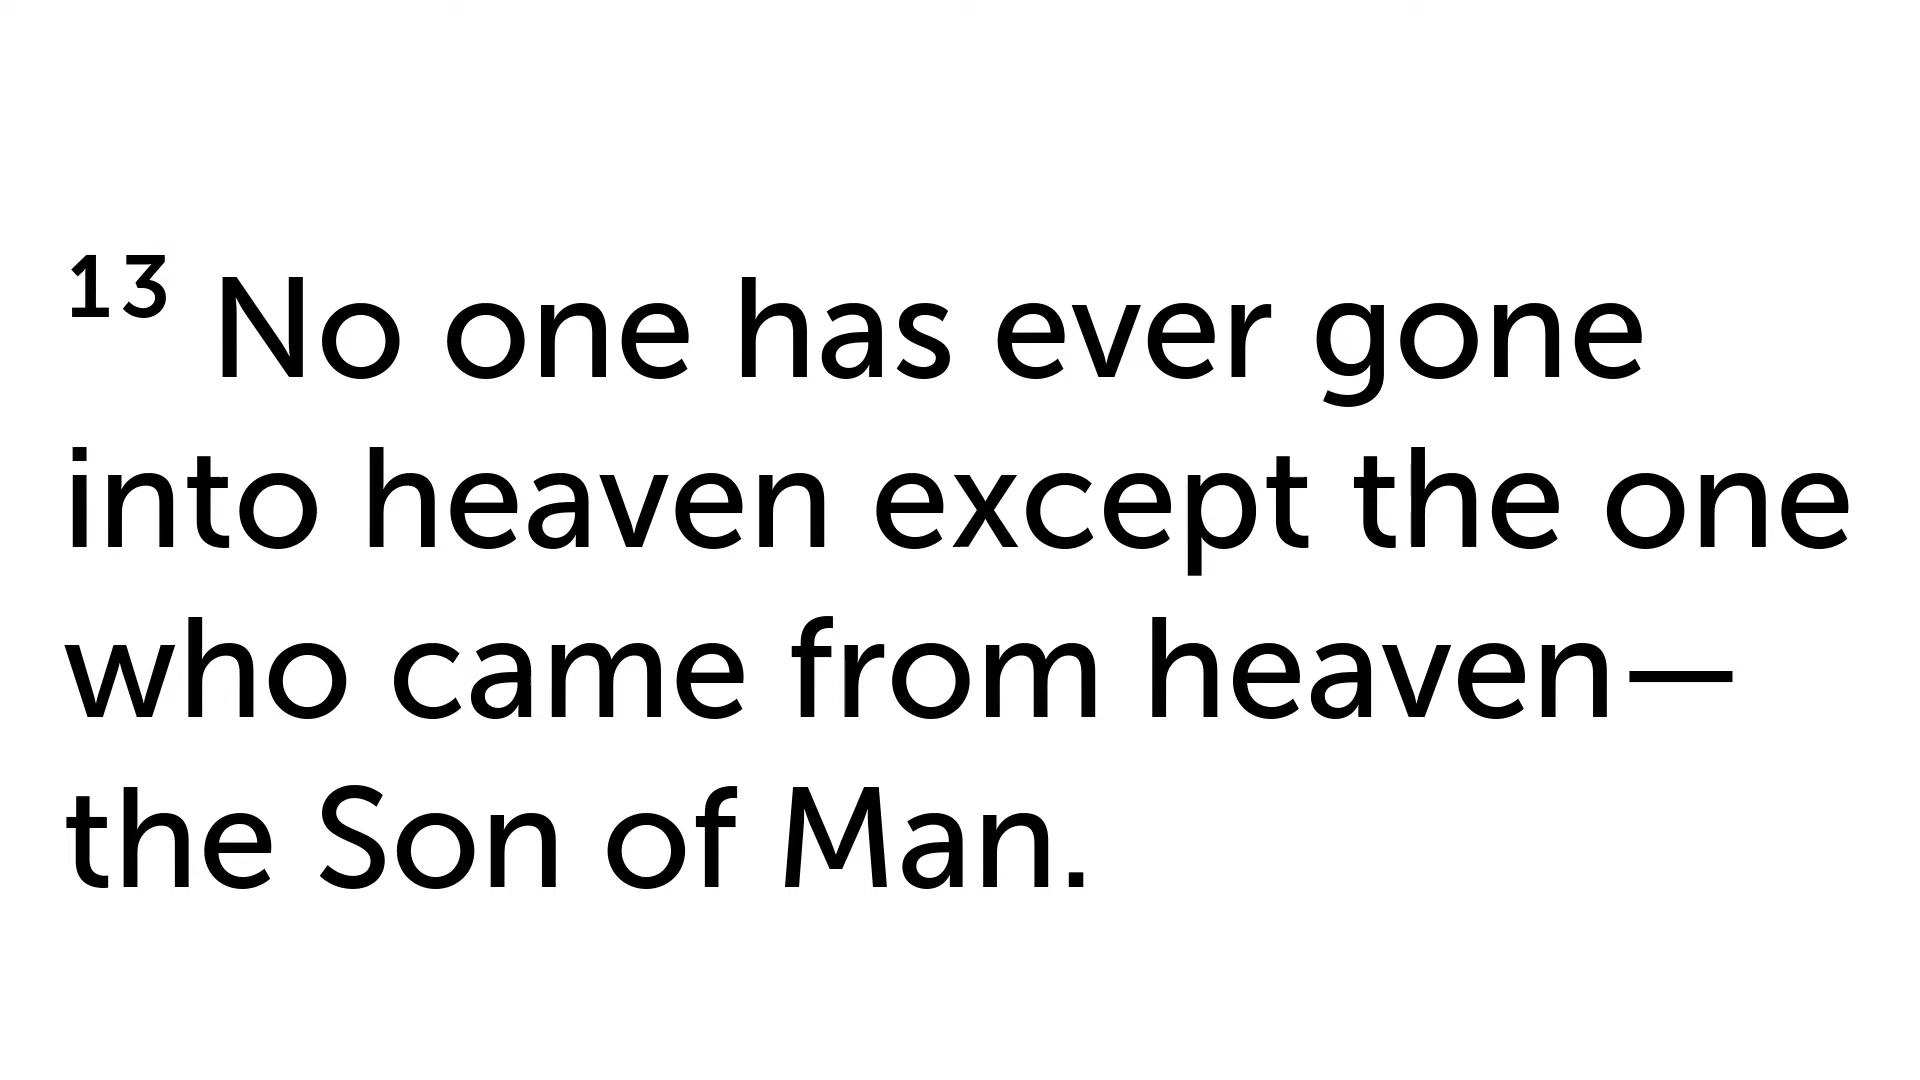 13 No one has ever gone
into heaven except the one
who came from heaven—
the Son of Man.